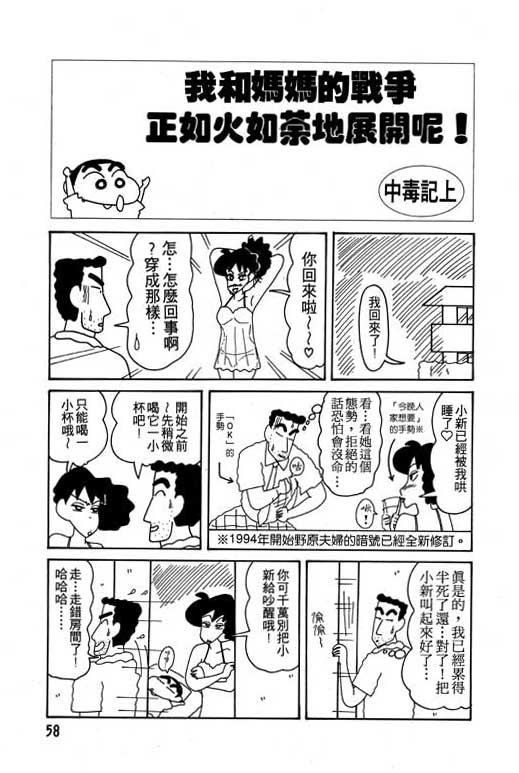 我和媽媽的戰爭
正如火如荼地展開呢！
中毒記上
我回來了！
你回來啦～～♡
怎…怎麼回事啊
？穿成那樣…
小新已經被我哄
睡了♡
『今晚人
家想要』
的手勢※
看…看她這個
態勢，拒絕的
話恐怕會沒命…
「OK」的
手勢
※1994年開始野原夫婦的暗號已經全新修訂。
開始之前
～先稍微
喝它一小
杯吧！
只能喝一
小杯哦～
真是的，我已經累得
半死了還…對了！把
小新叫起來好了…
偷偷～
你可千萬別把小
新給吵醒哦！
走…走錯房間了！
哈哈哈……
58